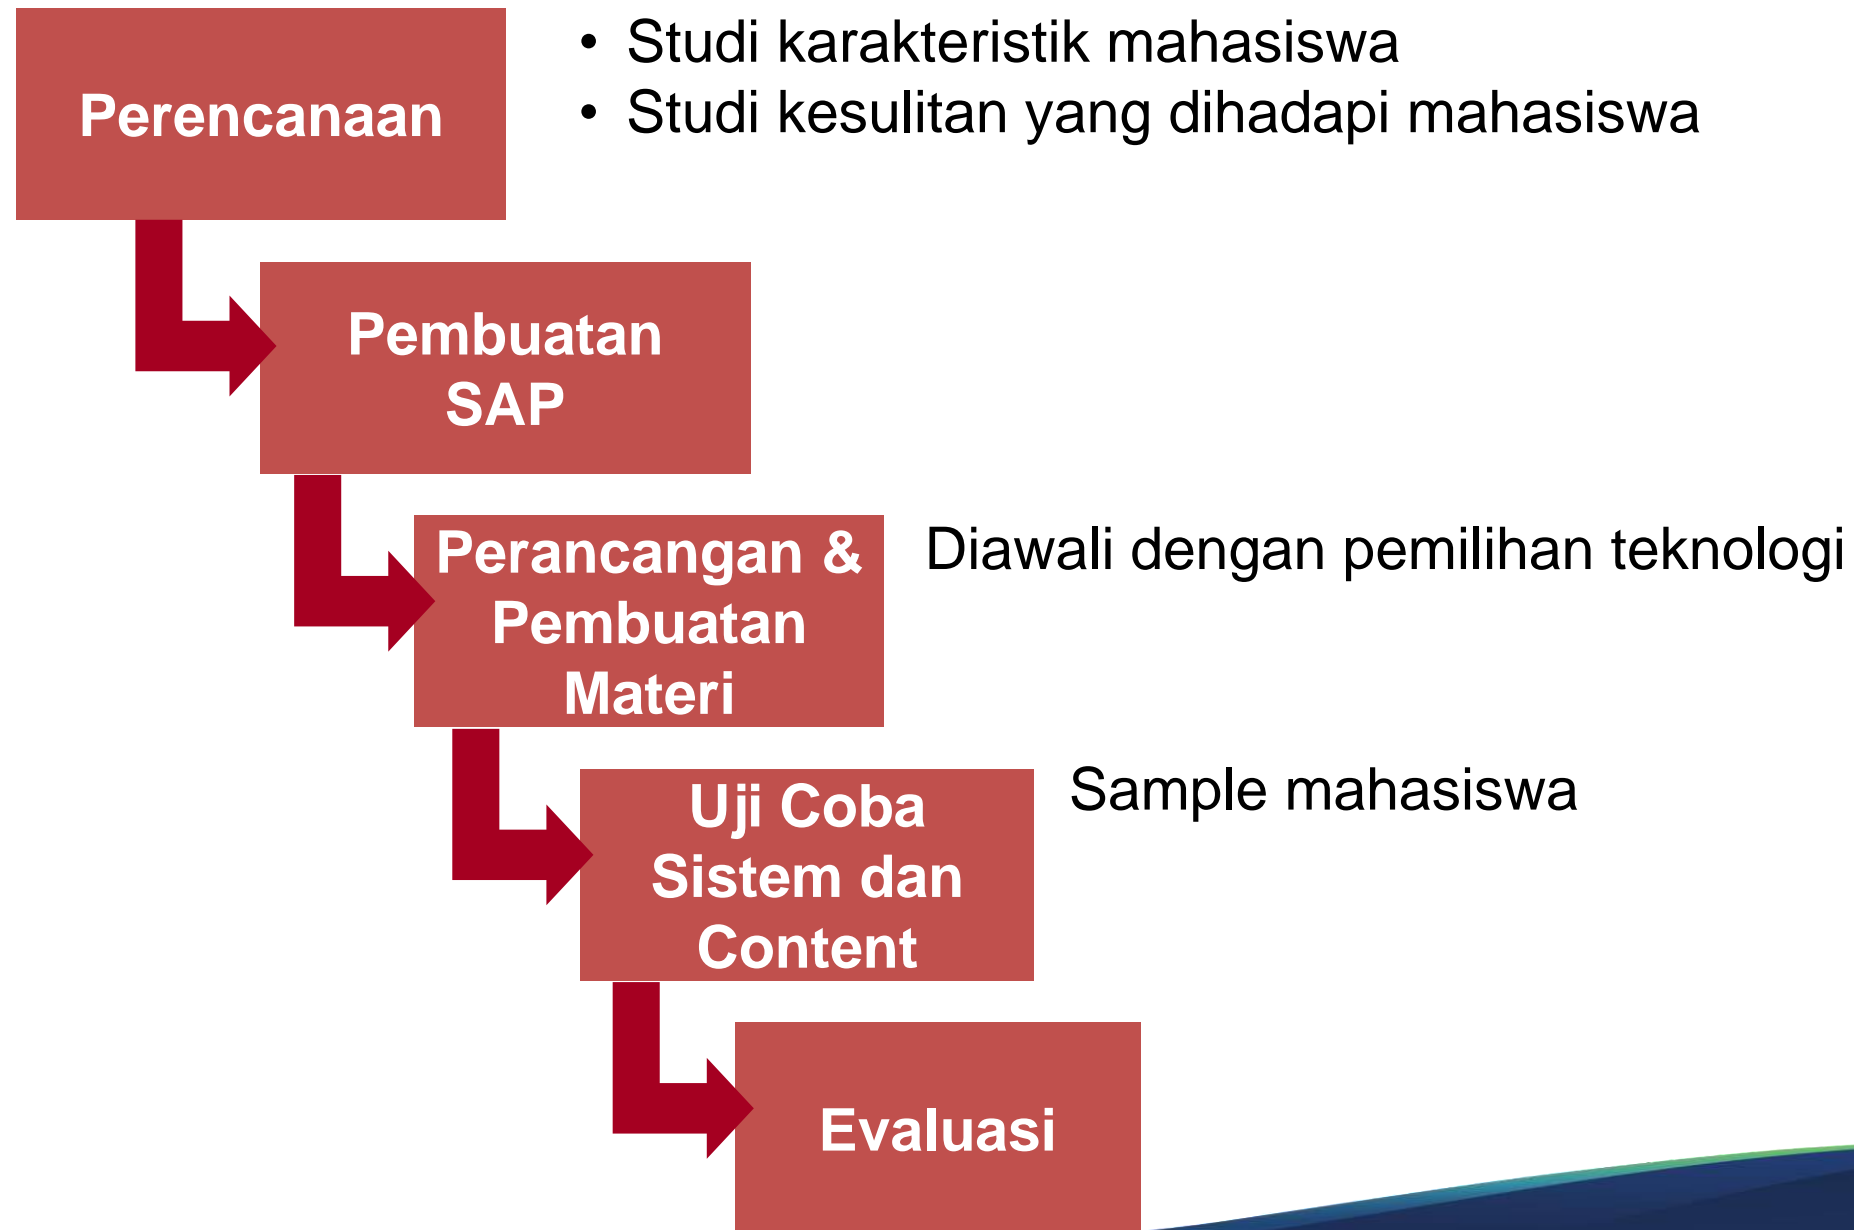 Perencanaan
• Studi karakteristik mahasiswa
• Studi kesulitan yang dihadapi mahasiswa
Pembuatan
SAP
Perancangan &
Pembuatan
Materi
Diawali dengan pemilihan teknologi
Uji Coba
Sistem dan
Content
Sample mahasiswa
Evaluasi